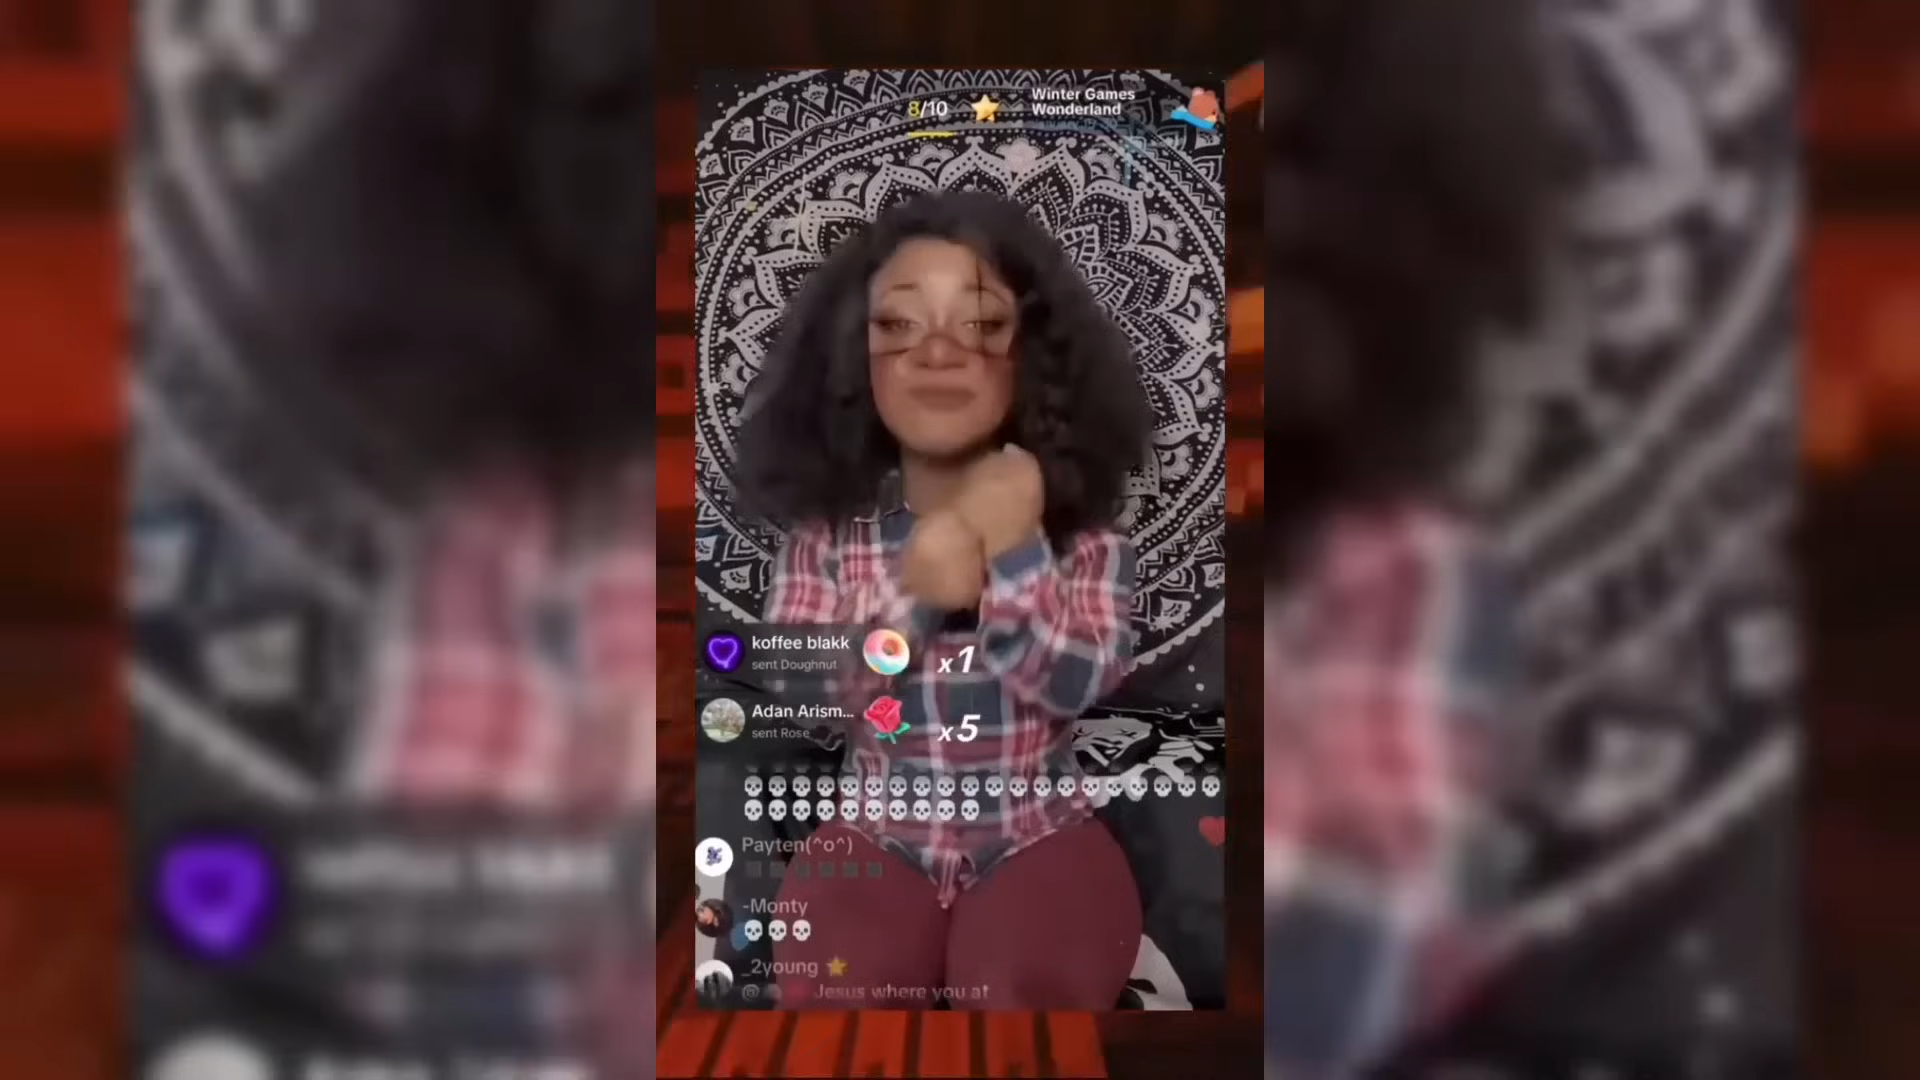 8/10
Winter Games
Wonderland
koffee blakk
sent Doughnut
x1
Adan Arism...
sent Rose
x5
💀💀💀💀💀💀💀💀💀💀💀💀💀💀💀💀💀💀💀💀
💀💀💀💀💀💀💀💀💀💀
Payten(^o^)
-Monty
💀💀💀
_2young ⭐
@ Jesus where you at